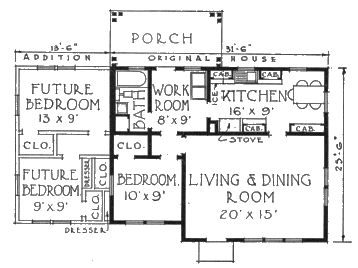 PORCH
13'-6"
31'-6"
ADDITION
ORIGINAL HOUSE
FUTURE
BEDROOM
13 x 9'
BATH
WORK
ROOM
8' x 9'
ICE
CAB.
CAB.
KITCHEN
16' x 9'
CAB.
CAB.
STOVE
CLO.
CLO.
FUTURE
BEDROOM
9' x 9'
DRESSER
CLO.
CLO.
DRESSER
BEDROOM
10' x 9'
LIVING & DINING
ROOM
20' x 15'
25'-6"